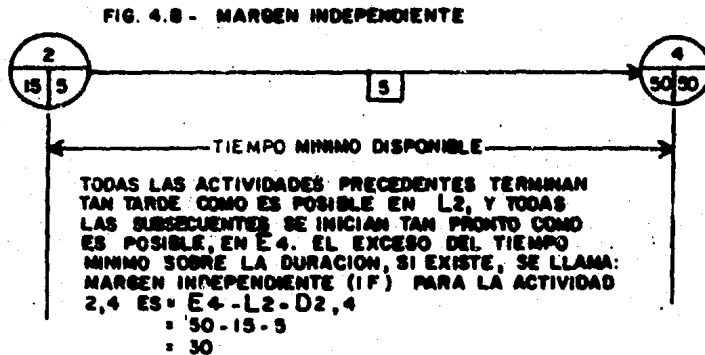 FIG. 4.8 - MARGEN INDEPENDIENTE
2
15 5
5
4
50 50
TIEMPO MINIMO DISPONIBLE
TODAS LAS ACTIVIDADES PRECEDENTES TERMINAN
TAN TARDE COMO ES POSIBLE EN L2, Y TODAS
LAS SUBSECUENTES SE INICIAN TAN PRONTO COMO
ES POSIBLE, EN E4. EL EXCESO DEL TIEMPO
MINIMO SOBRE LA DURACION, SI EXISTE, SE LLAMA:
MARGEN INDEPENDIENTE (IF) PARA LA ACTIVIDAD
2,4 ES = E4 - L2 - D2,4
= 50 - 15 - 5
= 30